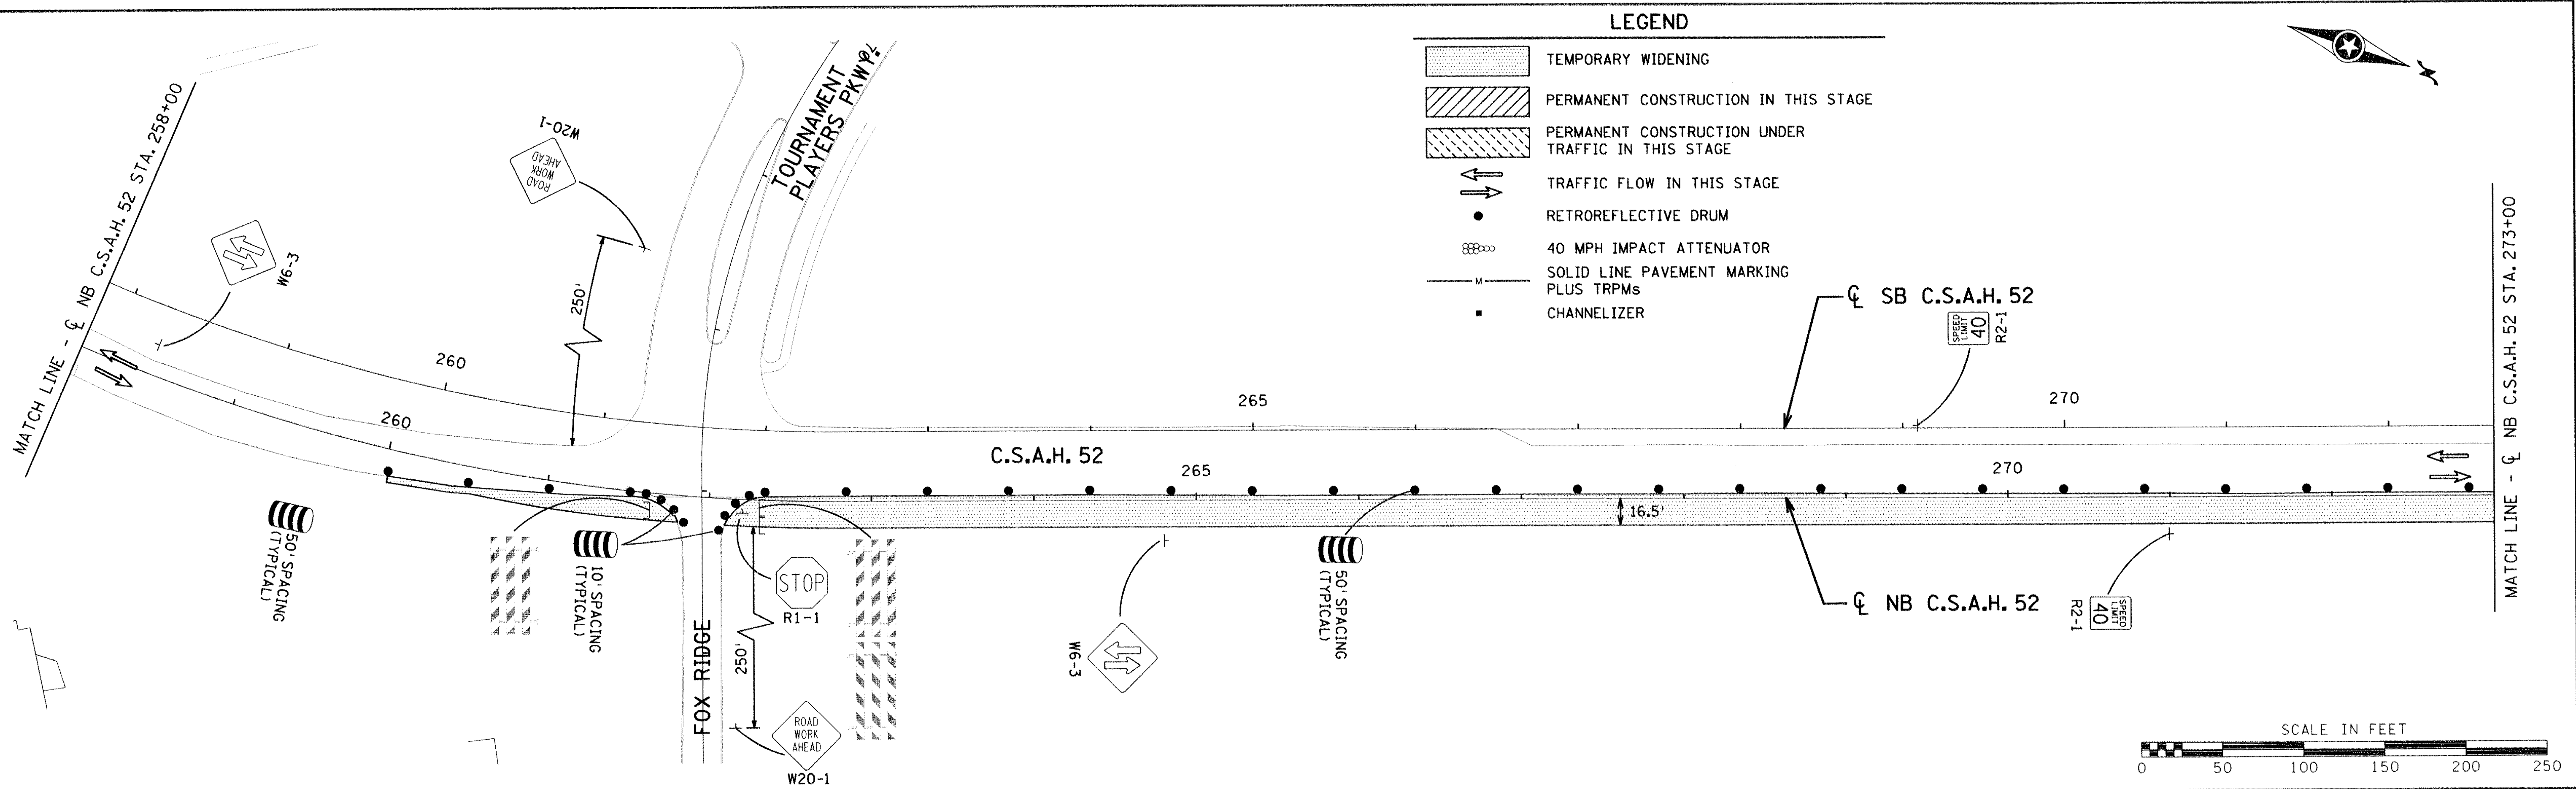 LEGEND
TEMPORARY WIDENING
PERMANENT CONSTRUCTION IN THIS STAGE
PERMANENT CONSTRUCTION UNDER
TRAFFIC IN THIS STAGE
TRAFFIC FLOW IN THIS STAGE
RETROREFLECTIVE DRUM
40 MPH IMPACT ATTENUATOR
M
SOLID LINE PAVEMENT MARKING
PLUS TRPMs
CHANNELIZER
MATCH LINE - ℄ NB C.S.A.H. 52 STA. 258+00
W6-3
W20-1
ROAD
WORK
AHEAD
250'
TOURNAMENT
PLAYERS PKWY.
260
260
265
265
270
270
C.S.A.H. 52
℄ SB C.S.A.H. 52
SPEED
LIMIT
40
R2-1
MATCH LINE - ℄ NB C.S.A.H. 52 STA. 273+00
50' SPACING
(TYPICAL)
10' SPACING
(TYPICAL)
FOX RIDGE
STOP
R1-1
250'
ROAD
WORK
AHEAD
W20-1
W6-3
50' SPACING
(TYPICAL)
16.5'
℄ NB C.S.A.H. 52
SPEED
LIMIT
40
R2-1
SCALE IN FEET
0 50 100 150 200 250